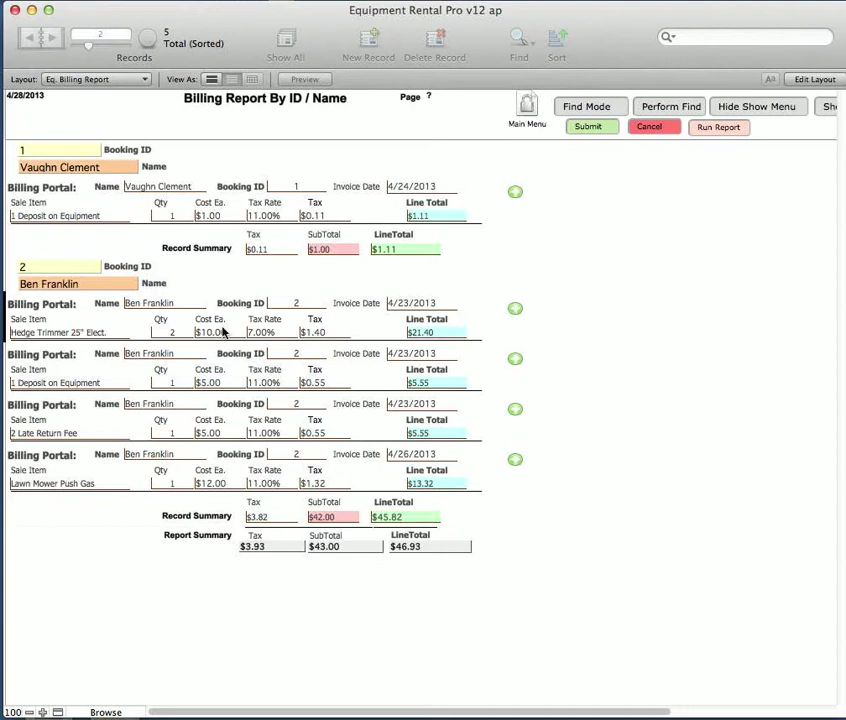 Equipment Rental Pro v12 ap
2
5
Total (Sorted)
Records
Show All
New Record
Delete Record
Find
Sort
Layout: Eq. Billing Report
View As:
Preview
Aa
Edit Layout
4/28/2013
Billing Report By ID / Name
Page ?
Main Menu
Find Mode
Perform Find
Hide Show Menu
Sho
Submit
Cancel
Run Report
1 Booking ID
Vaughn Clement Name
Billing Portal: Name Vaughn Clement Booking ID 1 Invoice Date 4/24/2013
Sale Item Qty Cost Ea. Tax Rate Tax Line Total
1 Deposit on Equipment 1 $1.00 11.00% $0.11 $1.11
Tax SubTotal LineTotal
Record Summary $0.11 $1.00 $1.11
2 Booking ID
Ben Franklin Name
Billing Portal: Name Ben Franklin Booking ID 2 Invoice Date 4/23/2013
Sale Item Qty Cost Ea. Tax Rate Tax Line Total
Hedge Trimmer 25" Elect. 2 $10.00 7.00% $1.40 $21.40
Billing Portal: Name Ben Franklin Booking ID 2 Invoice Date 4/23/2013
Sale Item Qty Cost Ea. Tax Rate Tax Line Total
1 Deposit on Equipment 1 $5.00 11.00% $0.55 $5.55
Billing Portal: Name Ben Franklin Booking ID 2 Invoice Date 4/23/2013
Sale Item Qty Cost Ea. Tax Rate Tax Line Total
2 Late Return Fee 1 $5.00 11.00% $0.55 $5.55
Billing Portal: Name Ben Franklin Booking ID 2 Invoice Date 4/26/2013
Sale Item Qty Cost Ea. Tax Rate Tax Line Total
Lawn Mower Push Gas 1 $12.00 11.00% $1.32 $13.32
Tax SubTotal LineTotal
Record Summary $3.82 $42.00 $45.82
Report Summary Tax SubTotal LineTotal
$3.93 $43.00 $46.93
100
Browse